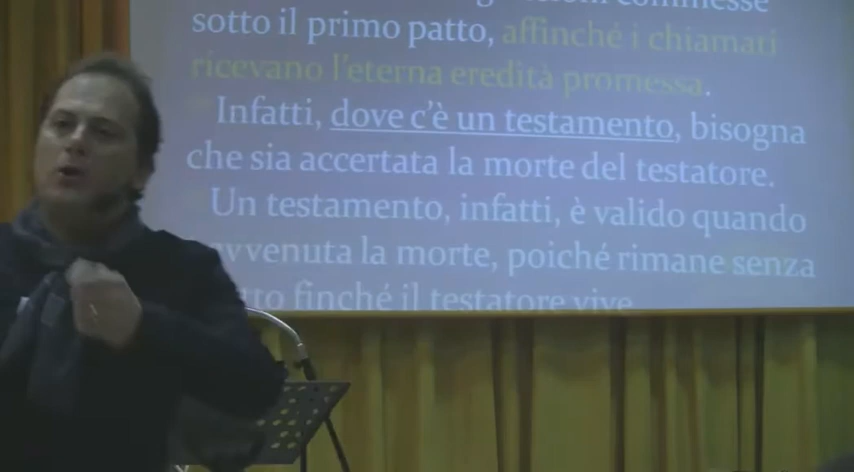 commesse
sotto il primo patto, affinché i chiamati
ricevano l'eterna eredità promessa.
Infatti, dove c'è un testamento, bisogna
che sia accertata la morte del testatore.
Un testamento, infatti, è valido quando
avvenuta la morte, poiché rimane senza
finché il testatore vive